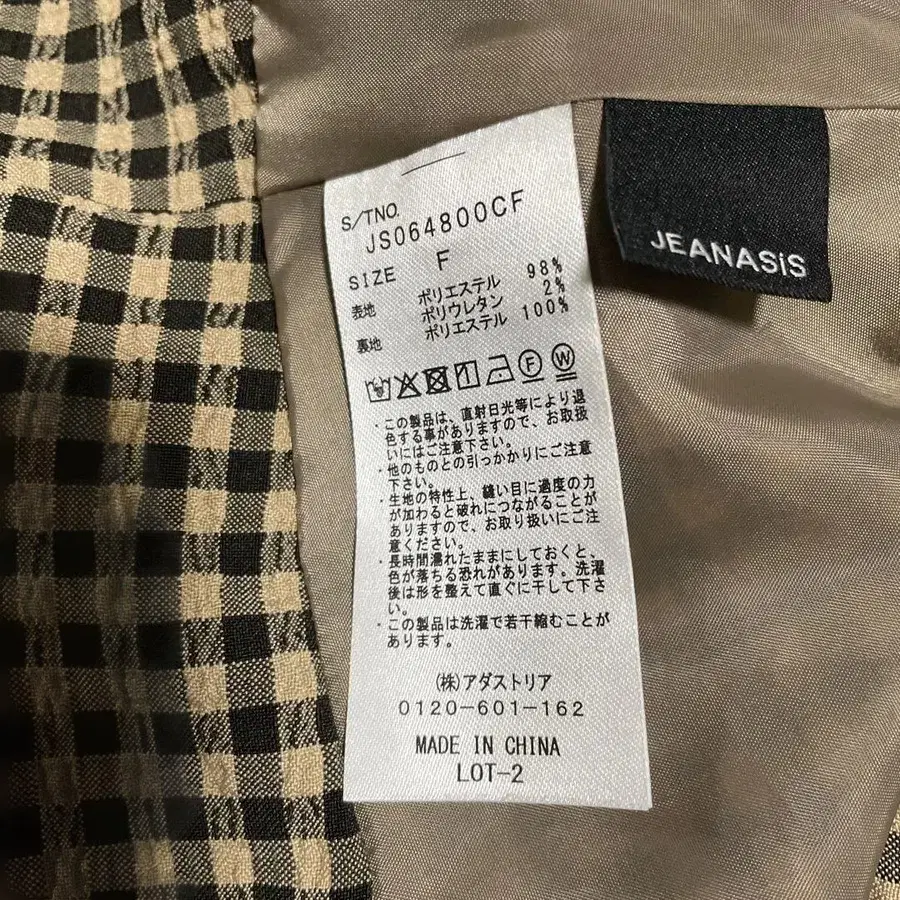 S/TNO.
JS064800CF
SIZE F
表地 ポリエステル 98%
ポリウレタン 2%
裏地 ポリエステル 100%
F W
・この製品は、直射日光等により退
色する事がありますので、お取扱
いにはご注意下さい。
・他のものとの引っかかりにご注意
下さい。
・生地の特性上、縫い目に過度の力
が加わると破れにつながることが
ありますので、お取り扱いにご注
意ください。
・長時間濡れたままにしておくと、
色が落ちる恐れがあります。洗濯
後は形を整えて直ぐに干して下さ
い。
・この製品は洗濯で若干縮むことが
あります。
(株)アダストリア
0120-601-162
MADE IN CHINA
LOT-2
JEANASiS